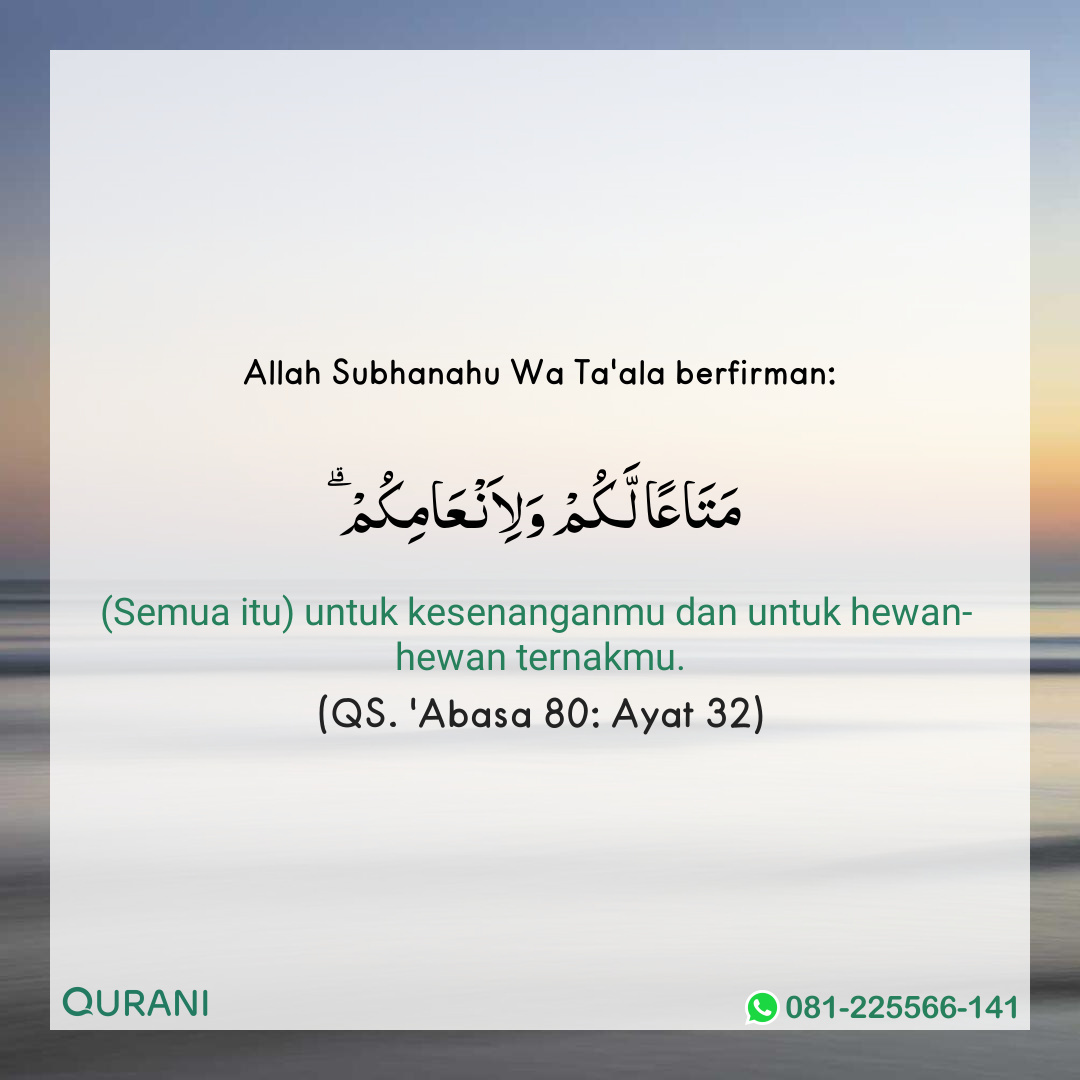 Allah Subhanahu Wa Ta'ala berfirman:
مَتَاعًا لَّـكُمْ وَلِاَنْعَامِكُمْ ۗ
(Semua itu) untuk kesenanganmu dan untuk hewan-
hewan ternakmu.
(QS. 'Abasa 80: Ayat 32)
QURANI
081-225566-141